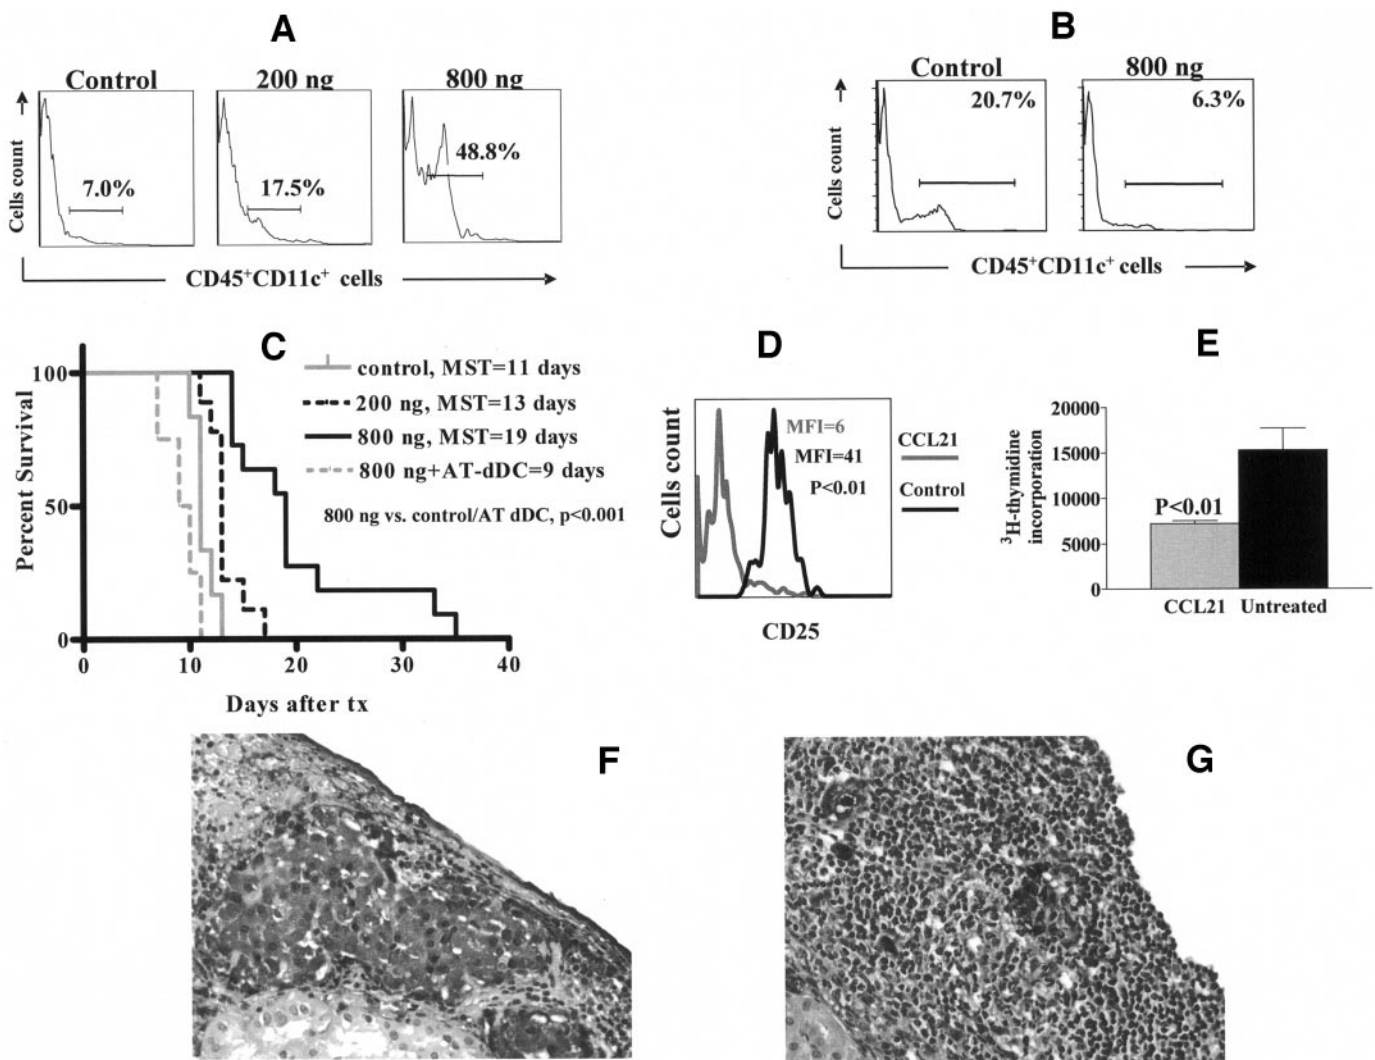 A
Control
200 ng
800 ng
Cells count
7.0%
17.5%
48.8%
CD45⁺CD11c⁺ cells
B
Control
800 ng
Cells count
20.7%
6.3%
CD45⁺CD11c⁺ cells
C
Percent Survival
100
50
0
control, MST=11 days
200 ng, MST=13 days
800 ng, MST=19 days
800 ng+AT-dDC=9 days
800 ng vs. control/AT dDC, p<0.001
0 10 20 30 40
Days after tx
D
Cells count
MFI=6
MFI=41
P<0.01
CCL21
Control
CD25
E
³H-thymidine
incorporation
20000
15000
10000
5000
0
P<0.01
CCL21 Untreated
F
G